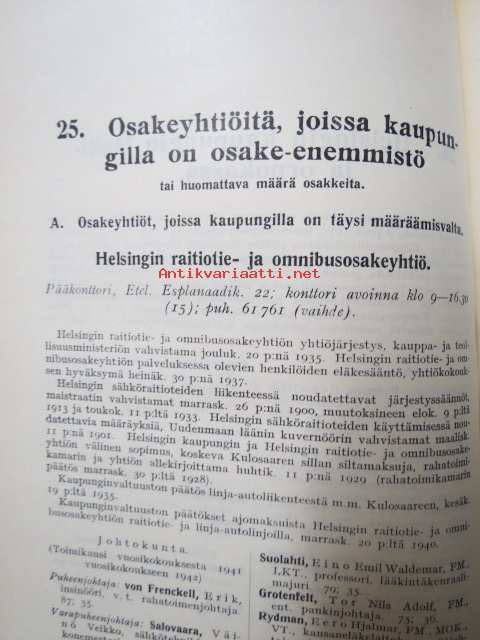 25. Osakeyhtiöitä, joissa kaupun-
gilla on osake-enemmistö
tai huomattava määrä osakkeita.
A. Osakeyhtiöt, joissa kaupungilla on täysi määräämisvalta.
Helsingin raitiotie- ja omnibusosakeyhtiö.
Antikvariaatti.net
Pääkonttori, Etel. Esplanaadik. 22; konttori avoinna klo 9—16.30
(15); puh. 61 761 (vaihde).
Helsingin raitiotie- ja omnibusosakeyhtiön yhtiöjärjestys, kauppa- ja teol-
lisuusministeriön vahvistama jouluk. 20 p:nä 1935. Helsingin raitiotie- ja om-
nibusosakeyhtiön palveluksessa olevien henkilöiden eläkesääntö, yhtiökokouk-
sen hyväksymä heinäk. 30 p:nä 1937.
Helsingin sähköraitioteiden liikenteessä noudatettavat järjestyssäännöt,
maistraatin vahvistamat marrask. 26 p:nä 1900, muutoksineen elok. 9 p:ltä
1913 ja toukok. 11 p:ltä 1933. Helsingin sähköraitioteiden käyttämisessä nou-
datettavia määräyksiä, Uudenmaan läänin kuvernöörin vahvistamat maalisk.
11 p:nä 1901. Helsingin kaupungin ja Helsingin raitiotie- ja omnibusosake-
yhtiön välinen sopimus, koskeva Kulosaaren sillan siltamaksuja, rahatoimi-
kamarin ja yhtiön allekirjoittama huhtik. 11 p:nä 1929 (rahatoimikamarin
päätös marrask. 30 p:ltä 1928).
Kaupunginvaltuuston päätös linja-autoliikenteestä m.m. Kulosaareen, kesäk.
19 p:ltä 1935.
Kaupunginvaltuuston päätökset ajomaksuista Helsingin raitiotie- ja omni-
busosakeyhtiön raitiotie- ja linja-autolinjoilla, marrask. 20 p:ltä 1940.
Johtokunta.
(Toimikausi vuosikokouksesta 1941
vuosikokoukseen 1942)
Puheenjohtaja: von Frenckell, Erik,
insinööri, v.t. rahatoimenjohtaja.
87. 35.
Varapuheenjohtaja: Salovaara, Väi-
nö Veikko, sähkötek
Suolahti, Eino Emil Waldemar, FM.,
LKT., professori, lääkintäkenraali-
majuri. 79. 35.
Grotenfelt, Tor Nils Adolf, FM.,
ent. pankinjohtaja. 75. 36.
Rydman, Eero Hjalmar, FM., MOK.,